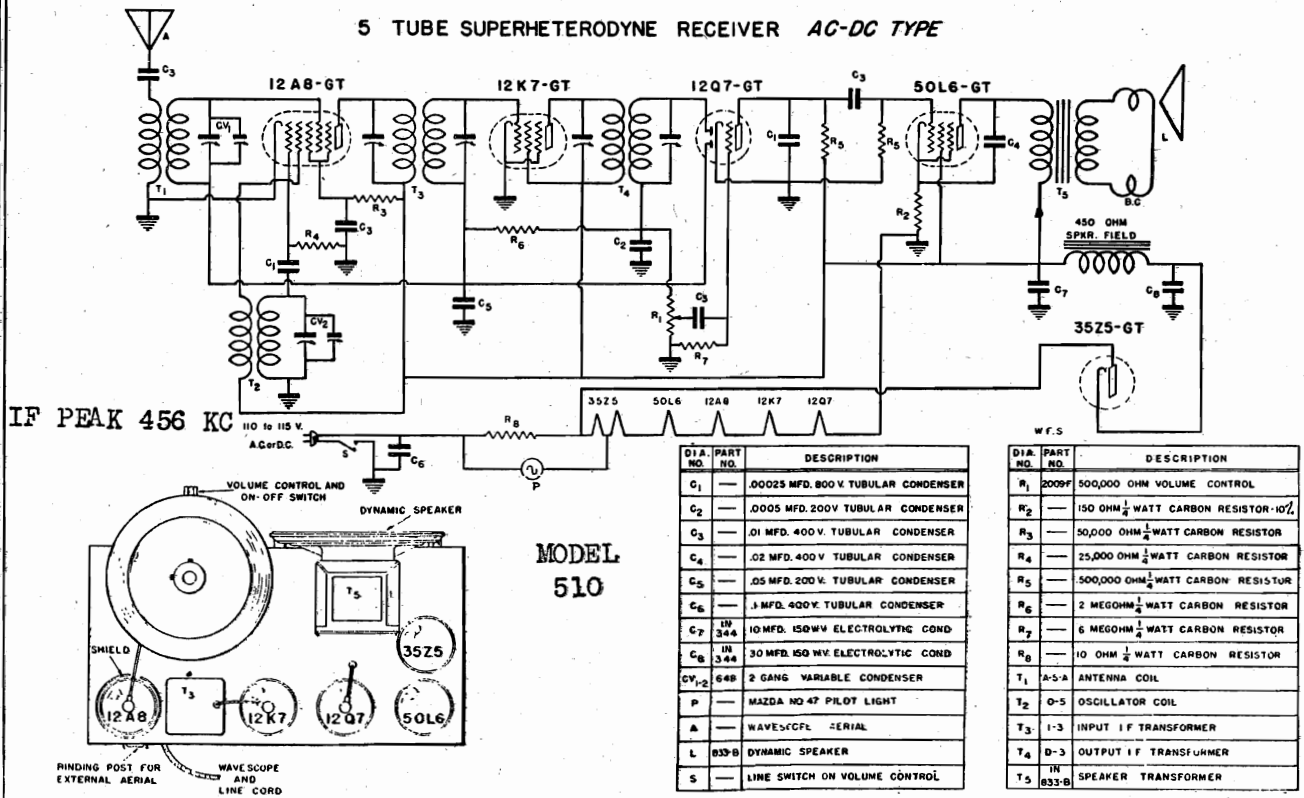 5 TUBE SUPERHETERODYNE RECEIVER AC-DC TYPE
A
C3
12A8-GT
12K7-GT
12Q7-GT
C3
50L6-GT
CV1
C1
R5
R5
C4
L
T1
T3
T4
T5
B.C
R3
C3
R4
R6
C2
R2
450 OHM
SPKR. FIELD
C1
C5
C3
R1
R7
C7
C8
CV2
T2
35Z5-GT
IF PEAK 456 KC
110 to 115 V.
A.C. or D.C.
S
C6
R8
P
35Z5 50L6 12A8 12K7 12Q7
W.F.S
VOLUME CONTROL AND
ON-OFF SWITCH
DYNAMIC SPEAKER
T5
MODEL
510
SHIELD
T3
35Z5
12A8
12K7
12Q7
50L6
BINDING POST FOR
EXTERNAL AERIAL
WAVESCOPE
AND
LINE CORD
DIA. NO. PART NO. DESCRIPTION
C1 — .00025 MFD. 800 V. TUBULAR CONDENSER
C2 — .0005 MFD. 200V TUBULAR CONDENSER
C3 — .01 MFD. 400 V. TUBULAR CONDENSER
C4 — .02 MFD. 400 V. TUBULAR CONDENSER
C5 — .05 MFD. 200 V. TUBULAR CONDENSER
C6 — .1 MFD. 400 V. TUBULAR CONDENSER
C7 IN 344 10 MFD. 150 WV ELECTROLYTIC COND
C8 IN 344 30 MFD. 150 WV. ELECTROLYTIC COND
CV1-2 648 2 GANG VARIABLE CONDENSER
P — MAZDA NO 47 PILOT LIGHT
A — WAVESCOPE AERIAL
L 833-B DYNAMIC SPEAKER
S — LINE SWITCH ON VOLUME CONTROL
DIA. NO. PART NO. DESCRIPTION
R1 2009F 500,000 OHM VOLUME CONTROL
R2 — 150 OHM 1/4 WATT CARBON RESISTOR-10%
R3 — 50,000 OHM 1/4 WATT CARBON RESISTOR
R4 — 25,000 OHM 1/4 WATT CARBON RESISTOR
R5 — 500,000 OHM 1/4 WATT CARBON RESISTOR
R6 — 2 MEGOHM 1/4 WATT CARBON RESISTOR
R7 — 6 MEGOHM 1/4 WATT CARBON RESISTOR
R8 — 10 OHM 1/4 WATT CARBON RESISTOR
T1 A-5-A ANTENNA COIL
T2 O-5 OSCILLATOR COIL
T3 I-3 INPUT I F TRANSFORMER
T4 D-3 OUTPUT I F TRANSFORMER
T5 IN 833-B SPEAKER TRANSFORMER